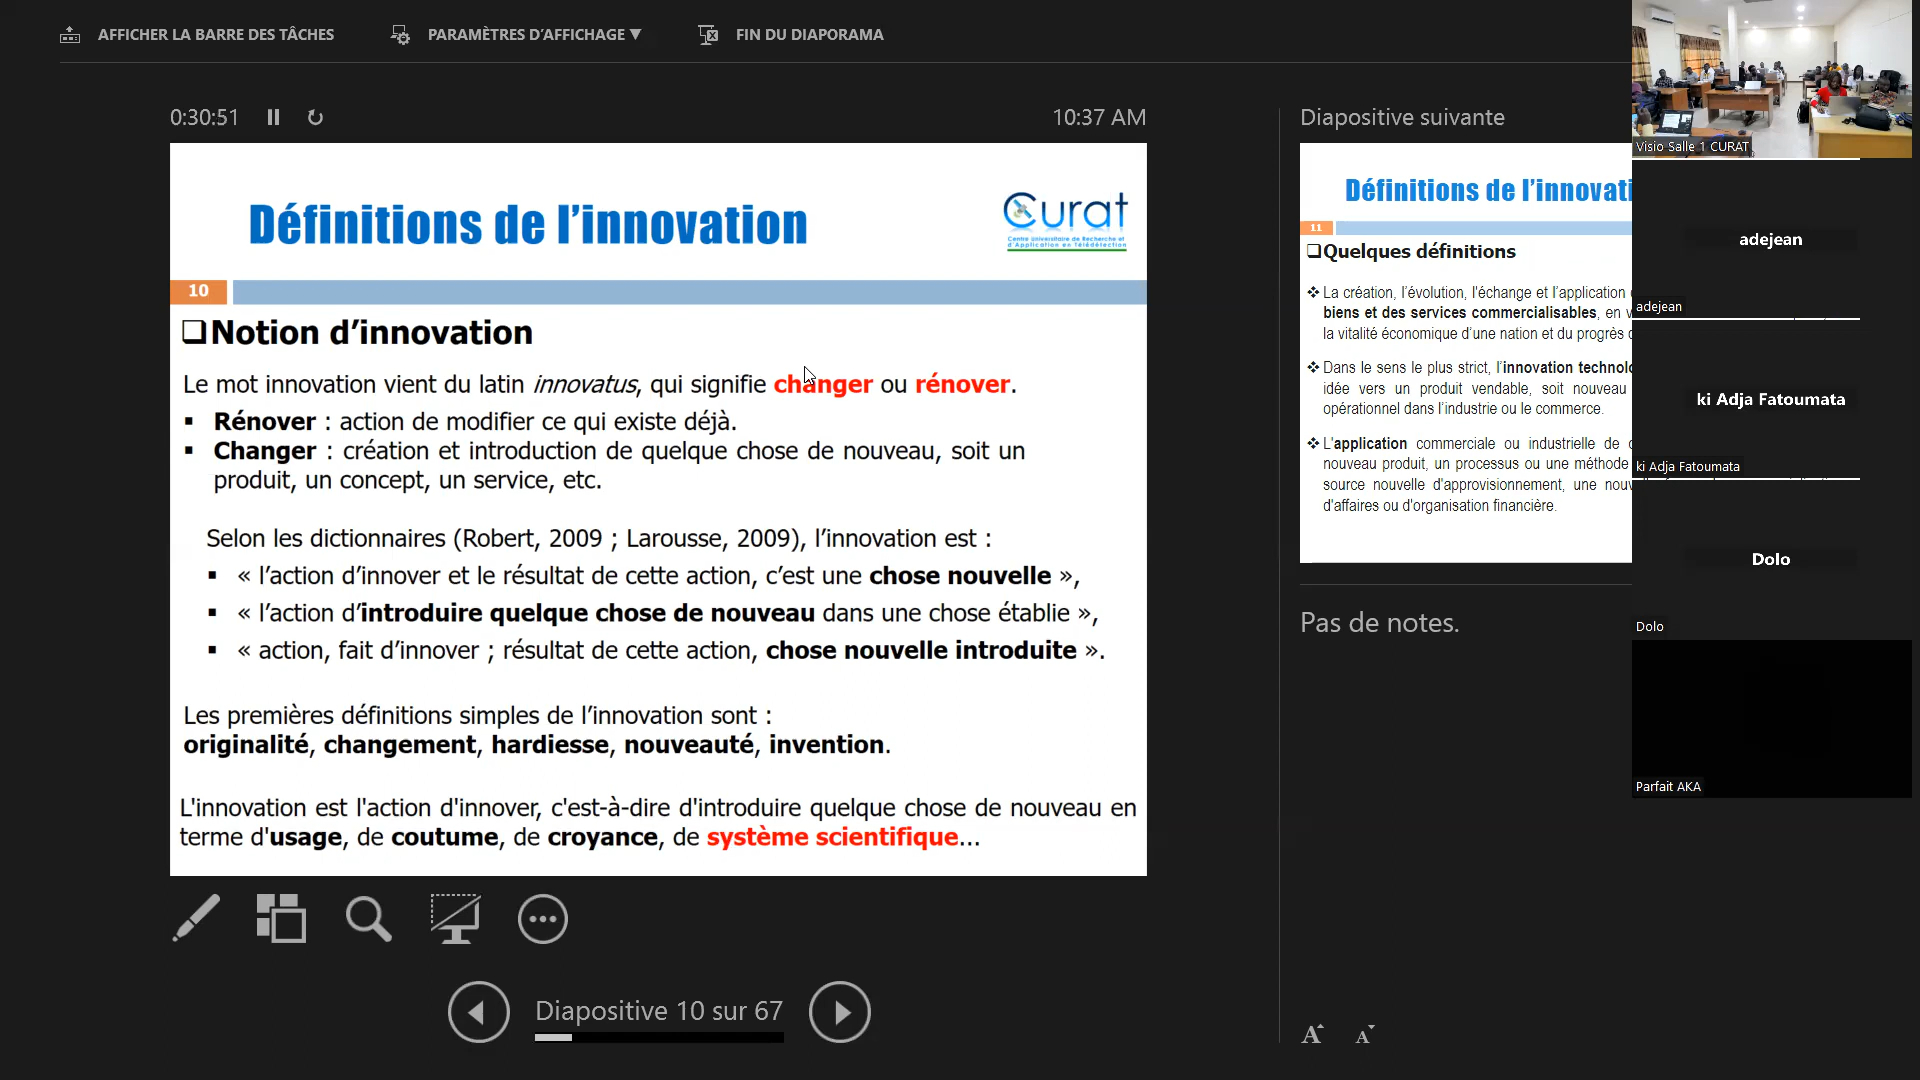 AFFICHER LA BARRE DES TÂCHES
PARAMÈTRES D'AFFICHAGE ▼
FIN DU DIAPORAMA
0:30:51
10:37 AM
Définitions de l'innovation
Curat
Centre Universitaire de Recherche et
d'Application en Télédétection
10
❑Notion d'innovation
Le mot innovation vient du latin innovatus, qui signifie changer ou rénover.
▪ Rénover : action de modifier ce qui existe déjà.
▪ Changer : création et introduction de quelque chose de nouveau, soit un
produit, un concept, un service, etc.
Selon les dictionnaires (Robert, 2009 ; Larousse, 2009), l'innovation est :
▪ « l'action d'innover et le résultat de cette action, c'est une chose nouvelle »,
▪ « l'action d'introduire quelque chose de nouveau dans une chose établie »,
▪ « action, fait d'innover ; résultat de cette action, chose nouvelle introduite ».
Les premières définitions simples de l'innovation sont :
originalité, changement, hardiesse, nouveauté, invention.
L'innovation est l'action d'innover, c'est-à-dire d'introduire quelque chose de nouveau en
terme d'usage, de coutume, de croyance, de système scientifique...
Diapositive 10 sur 67
Diapositive suivante
Définitions de l'innovati
11
❑Quelques définitions
❖La création, l'évolution, l'échange et l'application
biens et des services commercialisables, en v
la vitalité économique d'une nation et du progrès
❖Dans le sens le plus strict, l'innovation technolo
idée vers un produit vendable, soit nouveau
opérationnel dans l'industrie ou le commerce.
❖L'application commerciale ou industrielle de
nouveau produit, un processus ou une méthode
source nouvelle d'approvisionnement, une nouv
d'affaires ou d'organisation financière.
Pas de notes.
A A
Visio Salle 1 CURAT
adejean
adejean
ki Adja Fatoumata
ki Adja Fatoumata
Dolo
Dolo
Parfait AKA